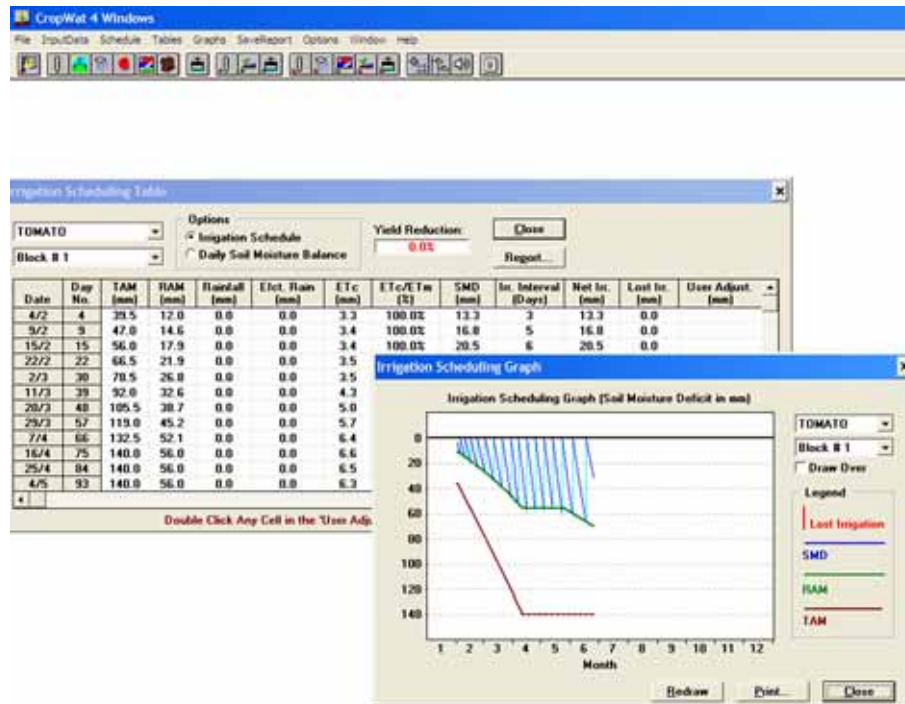 CropWat 4 Windows
File InputData Schedule Tables Graphs SaveReport Options Window Help
Irrigation Scheduling Table
TOMATO
Block # 1
Options
Irrigation Schedule
Daily Soil Moisture Balance
Yield Reduction:
0.0%
Close
Report...
Date Day No. TAM (mm) RAM (mm) Rainfall (mm) Efct. Rain (mm) ETc (mm) ETc/ETm (%) SMD (mm) Irr. Interval (Days) Net Irr. (mm) Lost Irr. (mm) User Adjust. (mm)
4/2 4 39.5 12.0 0.0 0.0 3.3 100.0% 13.3 3 13.3 0.0
9/2 9 47.0 14.6 0.0 0.0 3.4 100.0% 16.8 5 16.8 0.0
15/2 15 56.0 17.9 0.0 0.0 3.4 100.0% 20.5 6 20.5 0.0
22/2 22 66.5 21.9 0.0 0.0 3.5
2/3 30 78.5 26.8 0.0 0.0 3.5
11/3 39 92.0 32.6 0.0 0.0 4.3
20/3 48 105.5 38.7 0.0 0.0 5.0
29/3 57 119.0 45.2 0.0 0.0 5.7
7/4 66 132.5 52.1 0.0 0.0 6.4
16/4 75 140.0 56.0 0.0 0.0 6.6
25/4 84 140.0 56.0 0.0 0.0 6.5
4/5 93 140.0 56.0 0.0 0.0 6.3
Double Click Any Cell in the 'User Adju
Irrigation Scheduling Graph
Irrigation Scheduling Graph (Soil Moisture Deficit in mm)
0
20
40
60
80
100
120
140
1 2 3 4 5 6 7 8 9 10 11 12
Month
TOMATO
Block # 1
Draw Over
Legend
Lost Irrigation
SMD
RAM
TAM
Redraw Print... Close